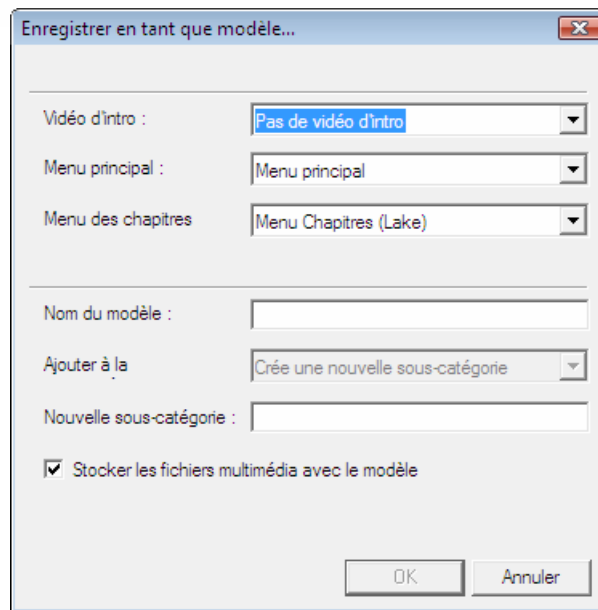 Enregistrer en tant que modèle...
Vidéo d'intro : Pas de vidéo d'intro
Menu principal : Menu principal
Menu des chapitres Menu Chapitres (Lake)
Nom du modèle :
Ajouter à la Crée une nouvelle sous-catégorie
Nouvelle sous-catégorie :
Stocker les fichiers multimédia avec le modèle
OK Annuler